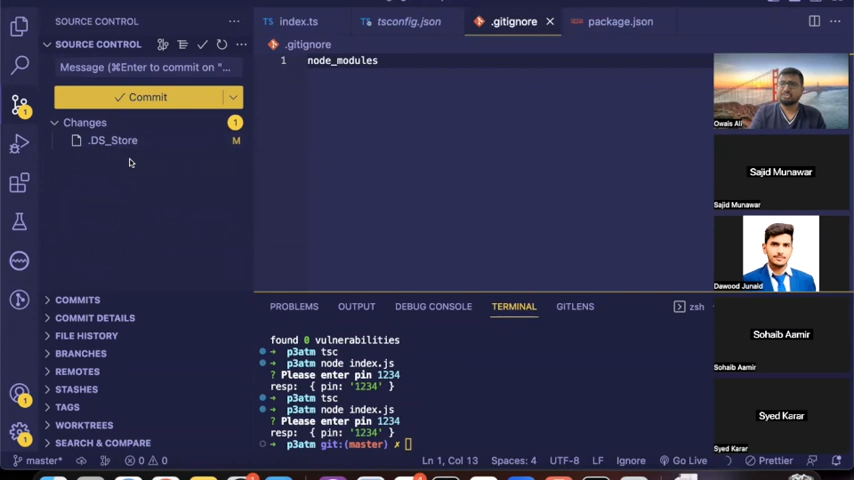 SOURCE CONTROL
SOURCE CONTROL
Message (⌘Enter to commit on "...
Commit
Changes
1
.DS_Store
M
1
COMMITS
COMMIT DETAILS
FILE HISTORY
BRANCHES
REMOTES
STASHES
TAGS
WORKTREES
SEARCH & COMPARE
1
1
TS index.ts
tsconfig.json
.gitignore
package.json
.gitignore
1 node_modules
PROBLEMS OUTPUT DEBUG CONSOLE TERMINAL GITLENS
zsh
found 0 vulnerabilities
→ p3atm tsc
→ p3atm node index.js
? Please enter pin 1234
resp: { pin: '1234' }
→ p3atm tsc
→ p3atm node index.js
? Please enter pin 1234
resp: { pin: '1234' }
→ p3atm git:(master) ✗
Owais Ali
Sajid Munawar
Sajid Munawar
Dawood Junaid
Sohaib Aamir
Sohaib Aamir
Syed Karar
Syed Karar
master* 0 0 Ln 1, Col 13 Spaces: 4 UTF-8 LF Ignore Go Live Prettier